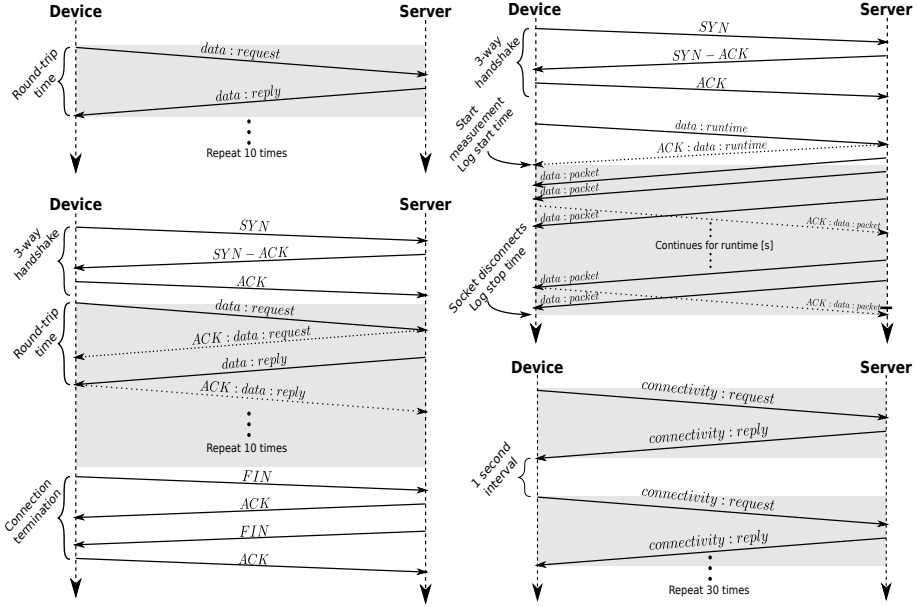 Device
Server
data : request
Round-trip
time
data : reply
Repeat 10 times
Device
Server
SYN
3-way
handshake
SYN − ACK
ACK
data : request
Round-trip
time
ACK : data : request
data : reply
ACK : data : reply
Repeat 10 times
FIN
Connection
termination
ACK
FIN
ACK
Device
Server
SYN
3-way
handshake
SYN − ACK
ACK
Start
measurement
Log start time
data : runtime
ACK : data : runtime
data : packet
data : packet
data : packet
ACK : data : packet
Continues for runtime [s]
Socket disconnects
Log stop time
data : packet
ACK : data : packet
data : packet
Device
Server
connectivity : request
connectivity : reply
1 second
interval
connectivity : request
connectivity : reply
Repeat 30 times